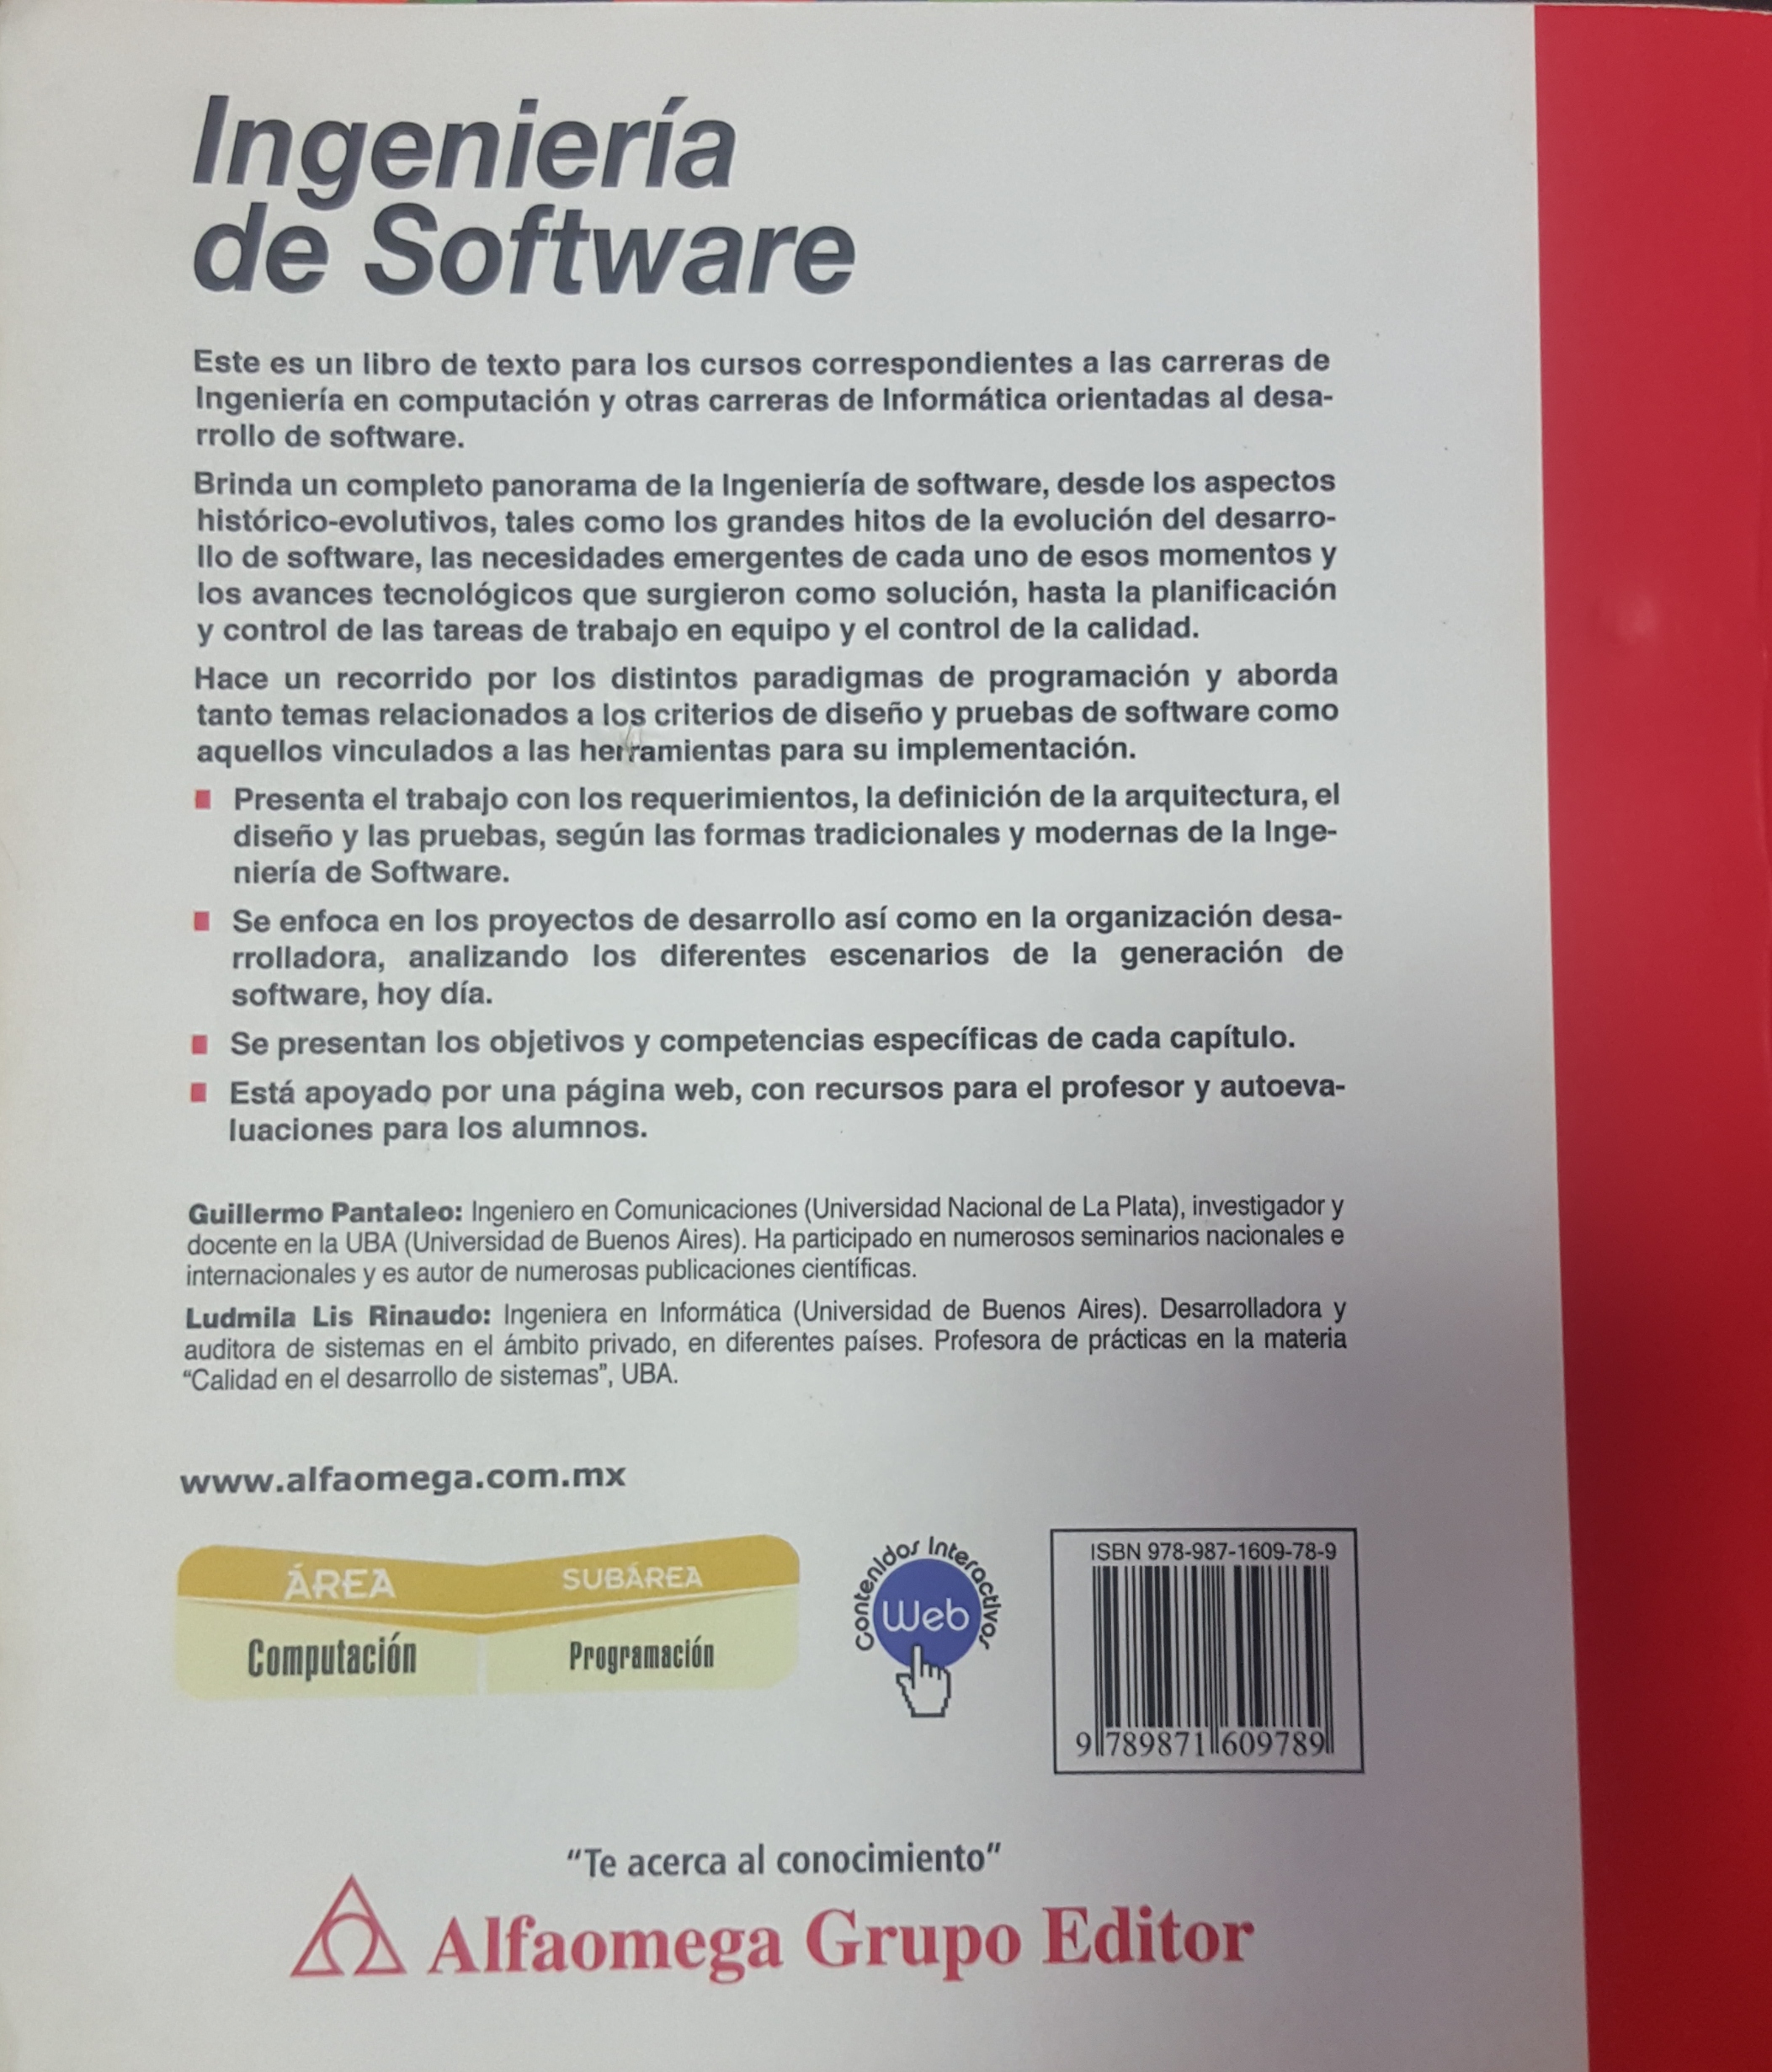 Ingeniería
de Software
Este es un libro de texto para los cursos correspondientes a las carreras de
Ingeniería en computación y otras carreras de Informática orientadas al desa-
rrollo de software.
Brinda un completo panorama de la Ingeniería de software, desde los aspectos
histórico-evolutivos, tales como los grandes hitos de la evolución del desarro-
llo de software, las necesidades emergentes de cada uno de esos momentos y
los avances tecnológicos que surgieron como solución, hasta la planificación
y control de las tareas de trabajo en equipo y el control de la calidad.
Hace un recorrido por los distintos paradigmas de programación y aborda
tanto temas relacionados a los criterios de diseño y pruebas de software como
aquellos vinculados a las herramientas para su implementación.
■ Presenta el trabajo con los requerimientos, la definición de la arquitectura, el
diseño y las pruebas, según las formas tradicionales y modernas de la Inge-
niería de Software.
■ Se enfoca en los proyectos de desarrollo así como en la organización desa-
rrolladora, analizando los diferentes escenarios de la generación de
software, hoy día.
■ Se presentan los objetivos y competencias específicas de cada capítulo.
■ Está apoyado por una página web, con recursos para el profesor y autoeva-
luaciones para los alumnos.
Guillermo Pantaleo: Ingeniero en Comunicaciones (Universidad Nacional de La Plata), investigador y
docente en la UBA (Universidad de Buenos Aires). Ha participado en numerosos seminarios nacionales e
internacionales y es autor de numerosas publicaciones científicas.
Ludmila Lis Rinaudo: Ingeniera en Informática (Universidad de Buenos Aires). Desarrolladora y
auditora de sistemas en el ámbito privado, en diferentes países. Profesora de prácticas en la materia
“Calidad en el desarrollo de sistemas”, UBA.
www.alfaomega.com.mx
ÁREA SUBÁREA
Computación Programación
Contenidos Interactivos
Web
ISBN 978-987-1609-78-9
9 789871 609789
“Te acerca al conocimiento”
Alfaomega Grupo Editor